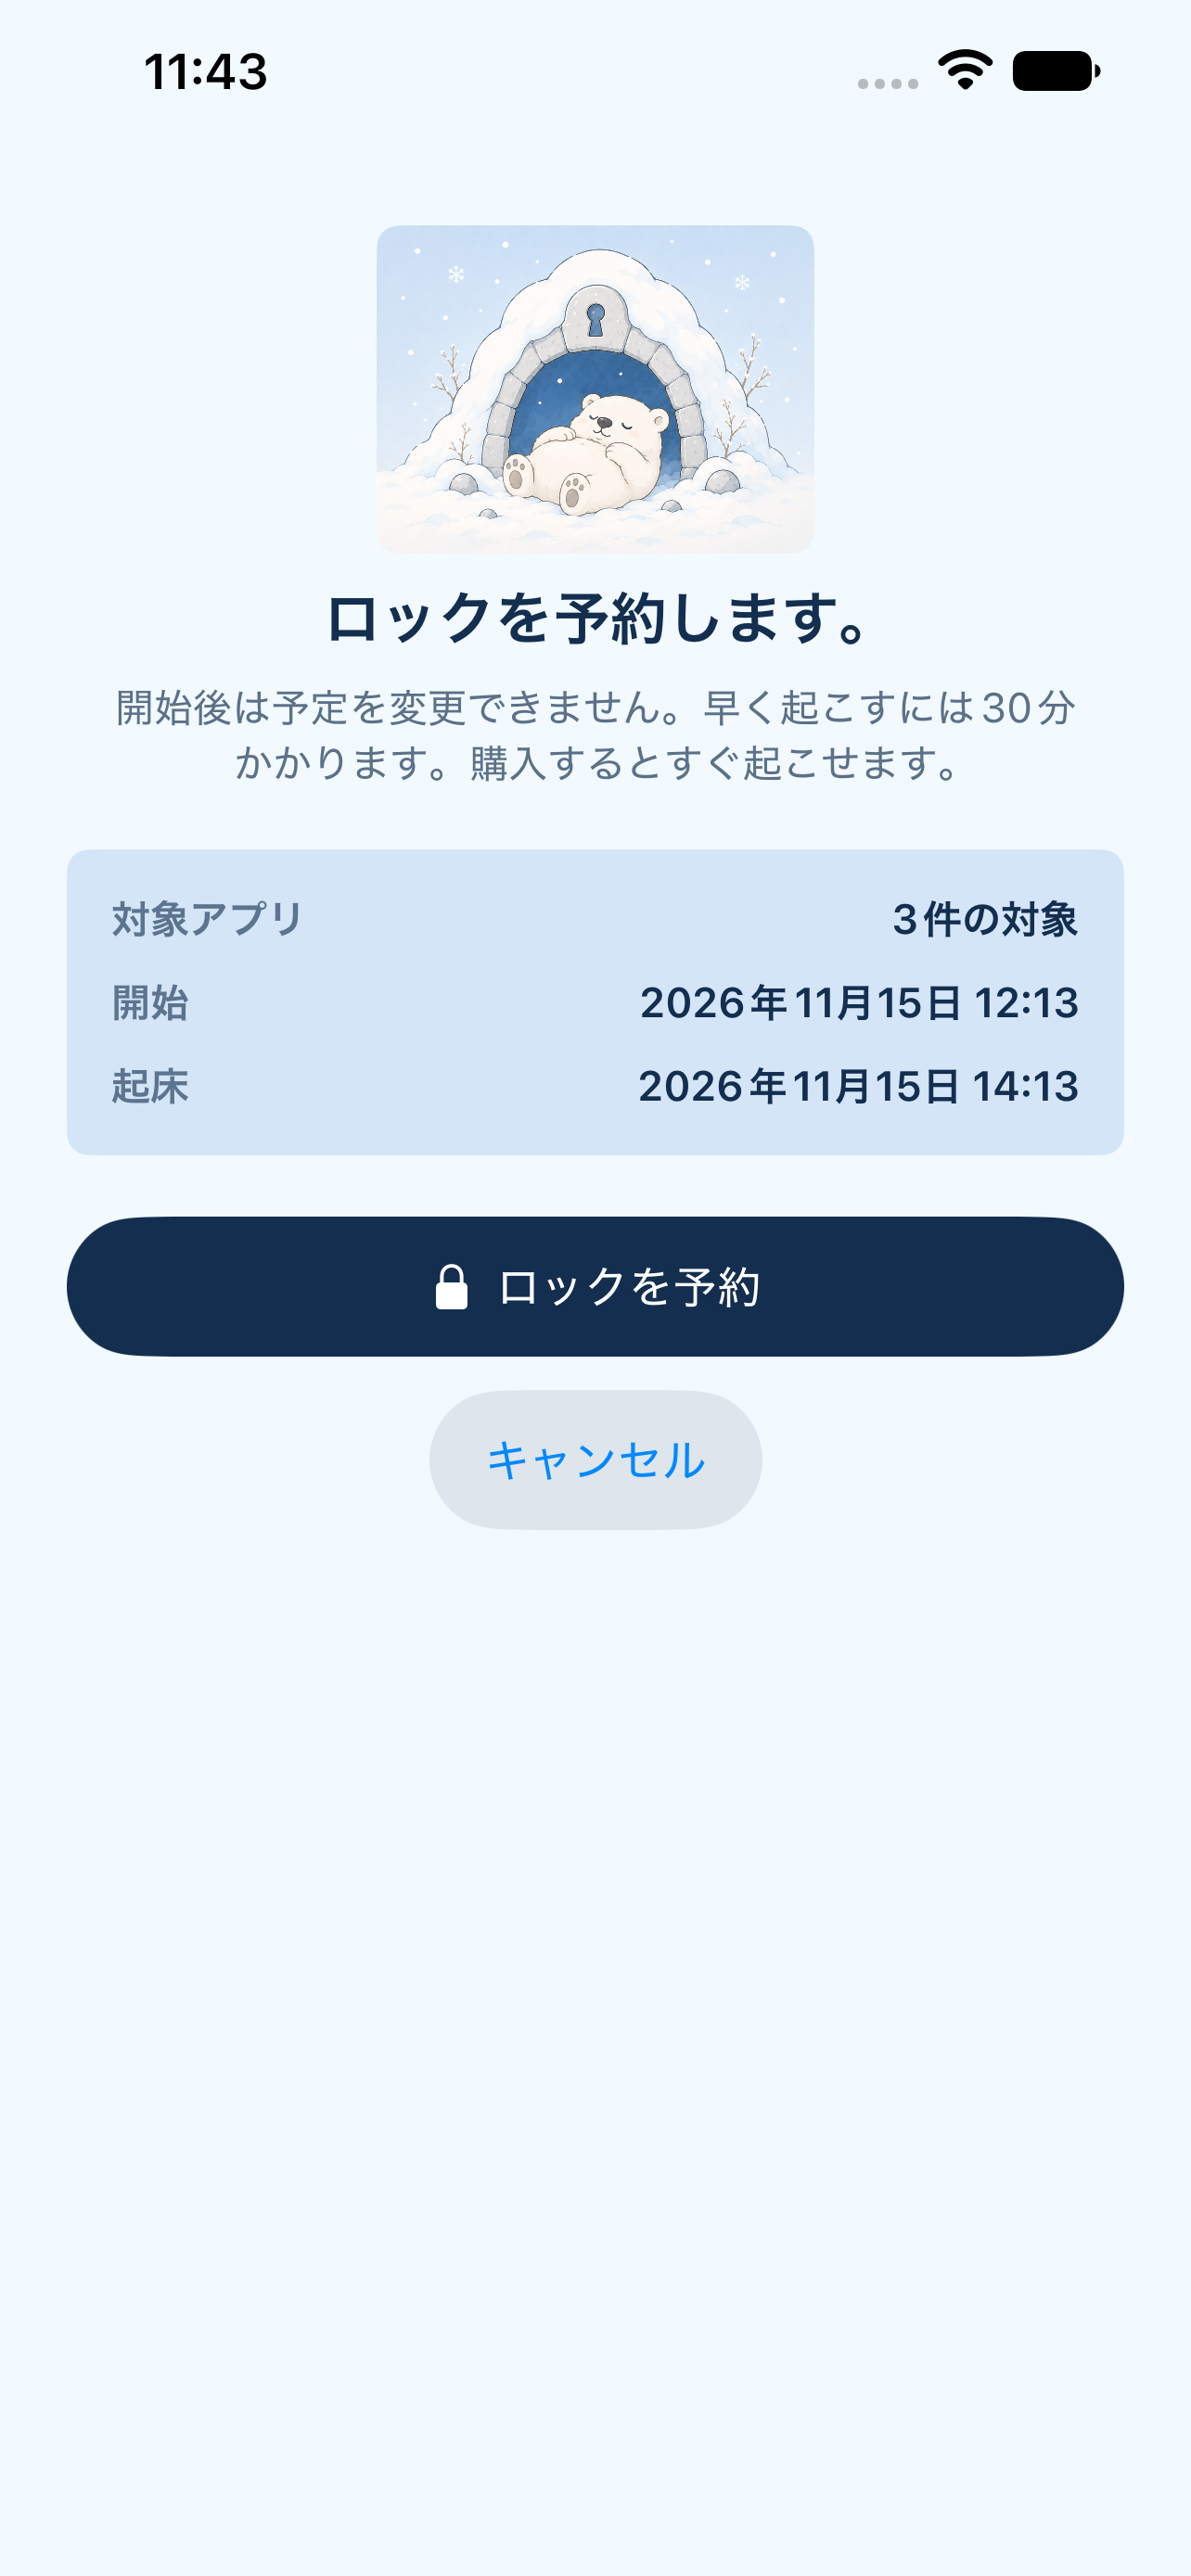 11:43
ロックを予約します。
開始後は予定を変更できません。早く起こすには30分
かかります。購入するとすぐ起こせます。
対象アプリ 3件の対象
開始 2026年11月15日 12:13
起床 2026年11月15日 14:13
ロックを予約
キャンセル